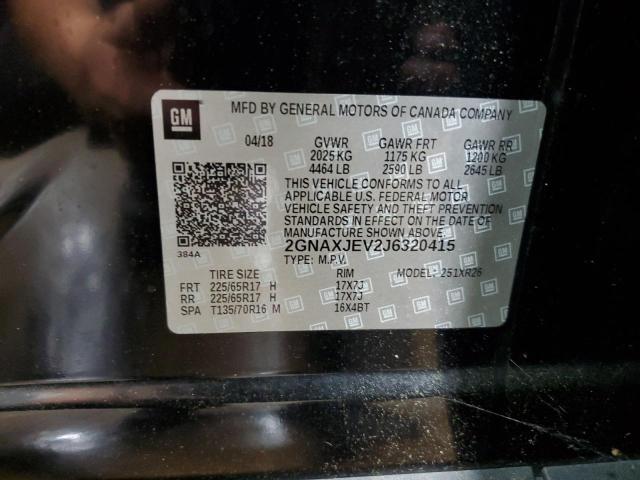 GM
MFD BY GENERAL MOTORS OF CANADA COMPANY
04/18 GVWR GAWR FRT GAWR RR
2025 KG 1175 KG 1200 KG
4464 LB 2590 LB 2645 LB
THIS VEHICLE CONFORMS TO ALL
APPLICABLE U.S. FEDERAL MOTOR
VEHICLE SAFETY AND THEFT PREVENTION
STANDARDS IN EFFECT ON THE DATE OF
MANUFACTURE SHOWN ABOVE.
384A 2GNAXJEV2J6320415
TYPE: M.P.V. MODEL: 251XR26
TIRE SIZE RIM
FRT 225/65R17 H 17X7J
RR 225/65R17 H 17X7J
SPA T135/70R16 M 16X4BT